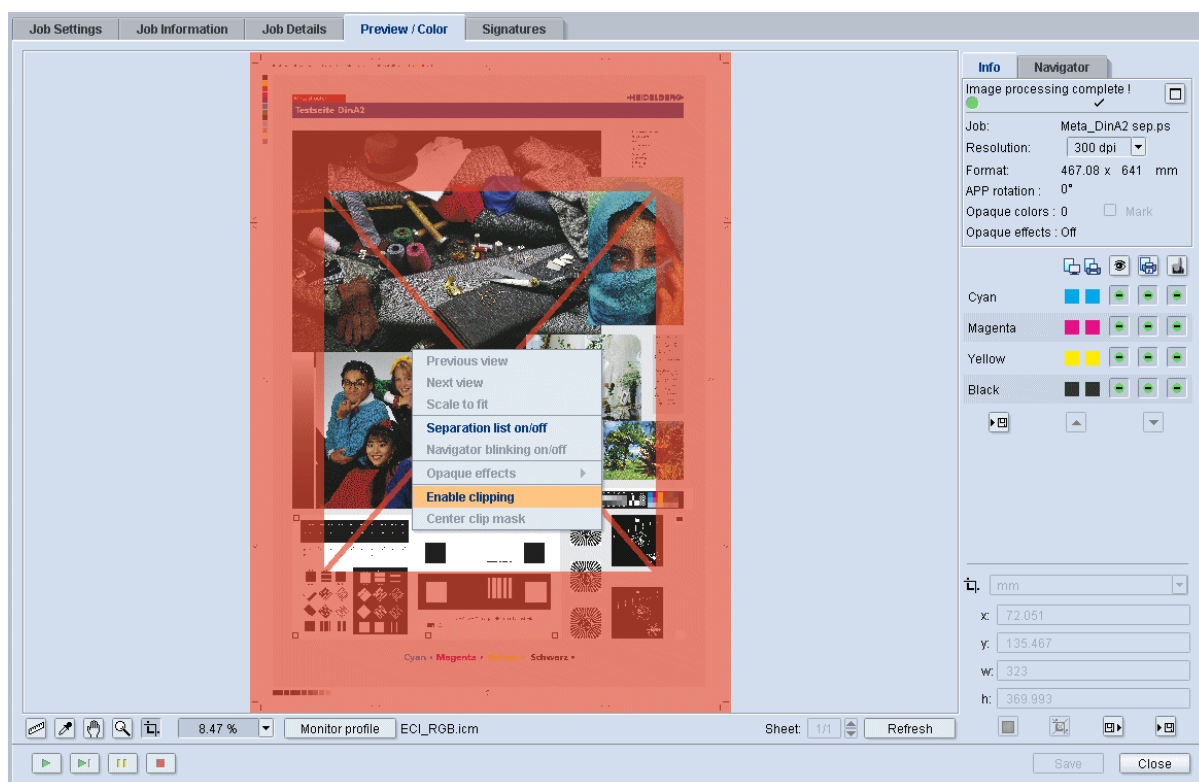 Job Settings Job Information Job Details Preview / Color Signatures
HEIDELBERG
Testseite DinA2
Cyan • Magenta • Schwarz •
Previous view
Next view
Scale to fit
Separation list on/off
Navigator blinking on/off
Opaque effects
Enable clipping
Center clip mask
Info Navigator
Image processing complete !
Job: Meta_DinA2 sep.ps
Resolution: 300 dpi
Format: 467.08 x 641 mm
APP rotation : 0°
Opaque colors : 0 Mark
Opaque effects : Off
Cyan
Magenta
Yellow
Black
mm
x: 72.051
y: 135.467
w: 323
h: 369.993
8.47 % Monitor profile ECI_RGB.icm Sheet: 1/1 Refresh
Save Close